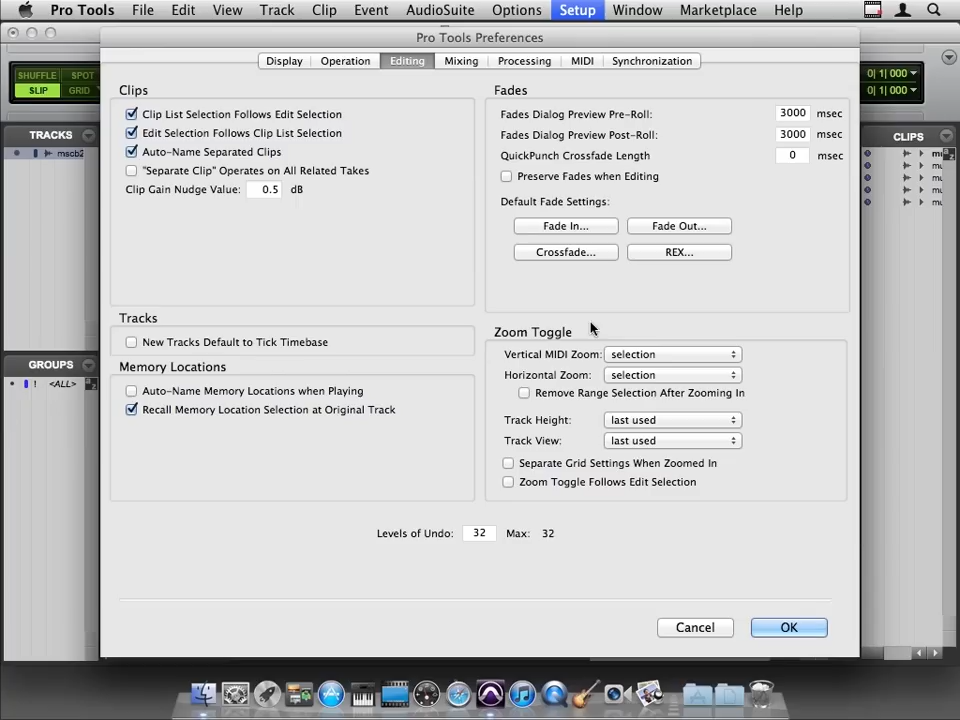 Pro Tools File Edit View Track Clip Event AudioSuite Options Setup Window Marketplace Help
Pro Tools Preferences
Display Operation Editing Mixing Processing MIDI Synchronization
SHUFFLE SPOT
SLIP GRID
0| 1| 000
0| 1| 000
TRACKS
mscb2
GROUPS
! <ALL>
CLIPS
Clips
Clip List Selection Follows Edit Selection
Edit Selection Follows Clip List Selection
Auto-Name Separated Clips
"Separate Clip" Operates on All Related Takes
Clip Gain Nudge Value: 0.5 dB
Tracks
New Tracks Default to Tick Timebase
Memory Locations
Auto-Name Memory Locations when Playing
Recall Memory Location Selection at Original Track
Fades
Fades Dialog Preview Pre-Roll: 3000 msec
Fades Dialog Preview Post-Roll: 3000 msec
QuickPunch Crossfade Length 0 msec
Preserve Fades when Editing
Default Fade Settings:
Fade In... Fade Out...
Crossfade... REX...
Zoom Toggle
Vertical MIDI Zoom: selection
Horizontal Zoom: selection
Remove Range Selection After Zooming In
Track Height: last used
Track View: last used
Separate Grid Settings When Zoomed In
Zoom Toggle Follows Edit Selection
Levels of Undo: 32 Max: 32
Cancel OK